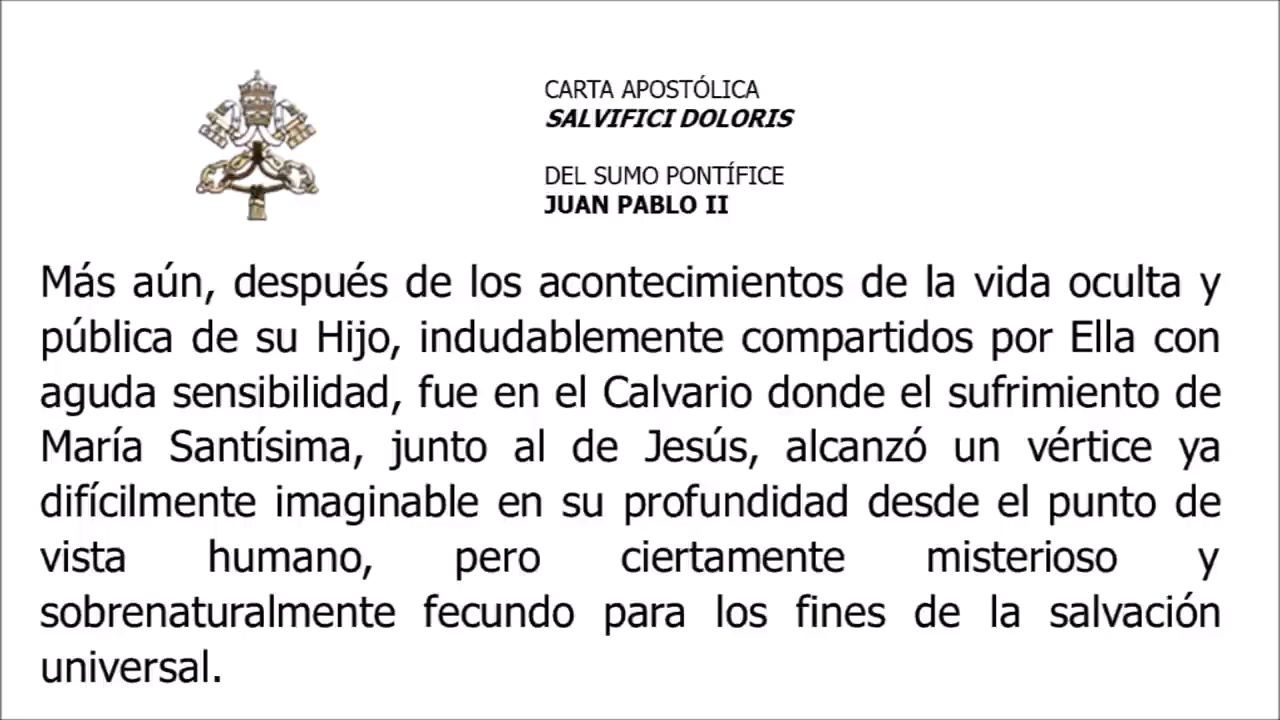 CARTA APOSTÓLICA
SALVIFICI DOLORIS
DEL SUMO PONTÍFICE
JUAN PABLO II
Más aún, después de los acontecimientos de la vida oculta y
pública de su Hijo, indudablemente compartidos por Ella con
aguda sensibilidad, fue en el Calvario donde el sufrimiento de
María Santísima, junto al de Jesús, alcanzó un vértice ya
difícilmente imaginable en su profundidad desde el punto de
vista humano, pero ciertamente misterioso y
sobrenaturalmente fecundo para los fines de la salvación
universal.